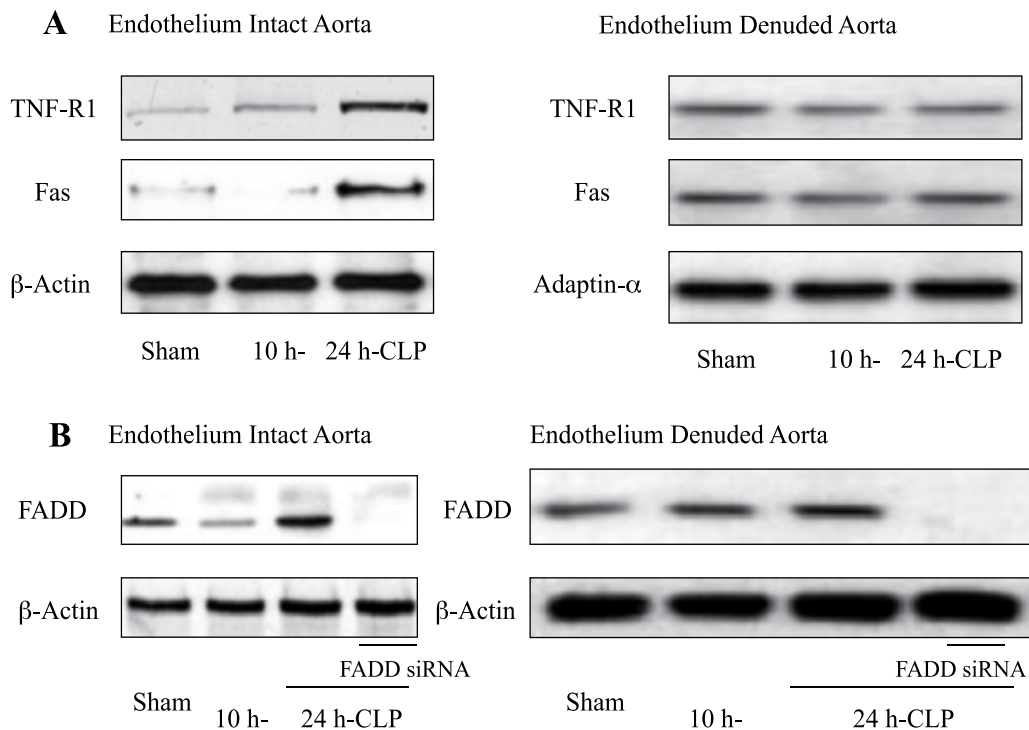 A Endothelium Intact Aorta
Endothelium Denuded Aorta
TNF-R1
Fas
β-Actin
Sham 10 h- 24 h-CLP
TNF-R1
Fas
Adaptin-α
Sham 10 h- 24 h-CLP
B Endothelium Intact Aorta
Endothelium Denuded Aorta
FADD
β-Actin
FADD siRNA
Sham 10 h- 24 h-CLP
FADD
β-Actin
FADD siRNA
Sham 10 h- 24 h-CLP